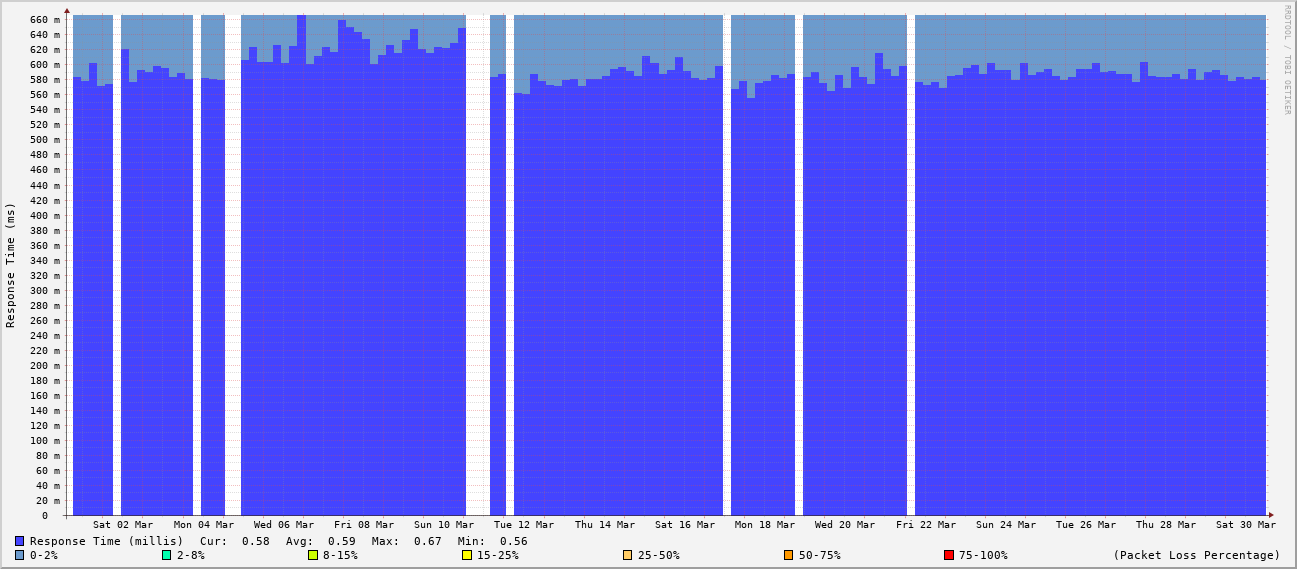 RRDTOOL / TOBI OETIKER
Response Time (ms)
660 m
640 m
620 m
600 m
580 m
560 m
540 m
520 m
500 m
480 m
460 m
440 m
420 m
400 m
380 m
360 m
340 m
320 m
300 m
280 m
260 m
240 m
220 m
200 m
180 m
160 m
140 m
120 m
100 m
80 m
60 m
40 m
20 m
0
Sat 02 Mar Mon 04 Mar Wed 06 Mar Fri 08 Mar Sun 10 Mar Tue 12 Mar Thu 14 Mar Sat 16 Mar Mon 18 Mar Wed 20 Mar Fri 22 Mar Sun 24 Mar Tue 26 Mar Thu 28 Mar Sat 30 Mar
Response Time (millis) Cur: 0.58 Avg: 0.59 Max: 0.67 Min: 0.56
0-2% 2-8% 8-15% 15-25% 25-50% 50-75% 75-100% (Packet Loss Percentage)